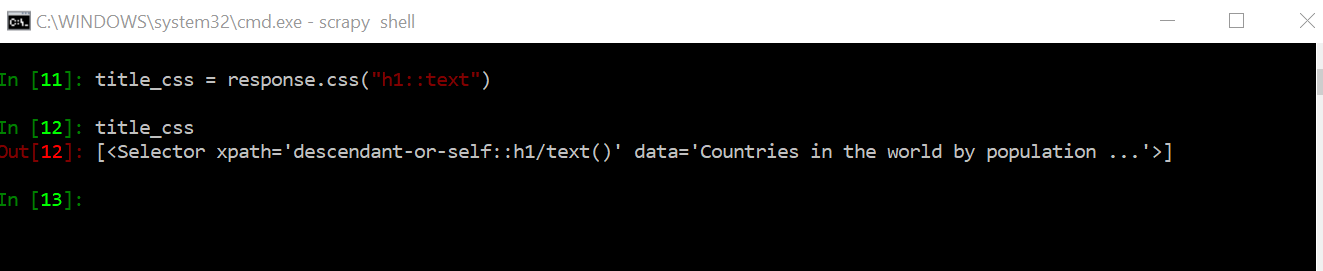 C:\WINDOWS\system32\cmd.exe - scrapy  shell
In [11]: title_css = response.css("h1::text")
In [12]: title_css
Out[12]: [<Selector xpath='descendant-or-self::h1/text()' data='Countries in the world by population ...'>]
In [13]: